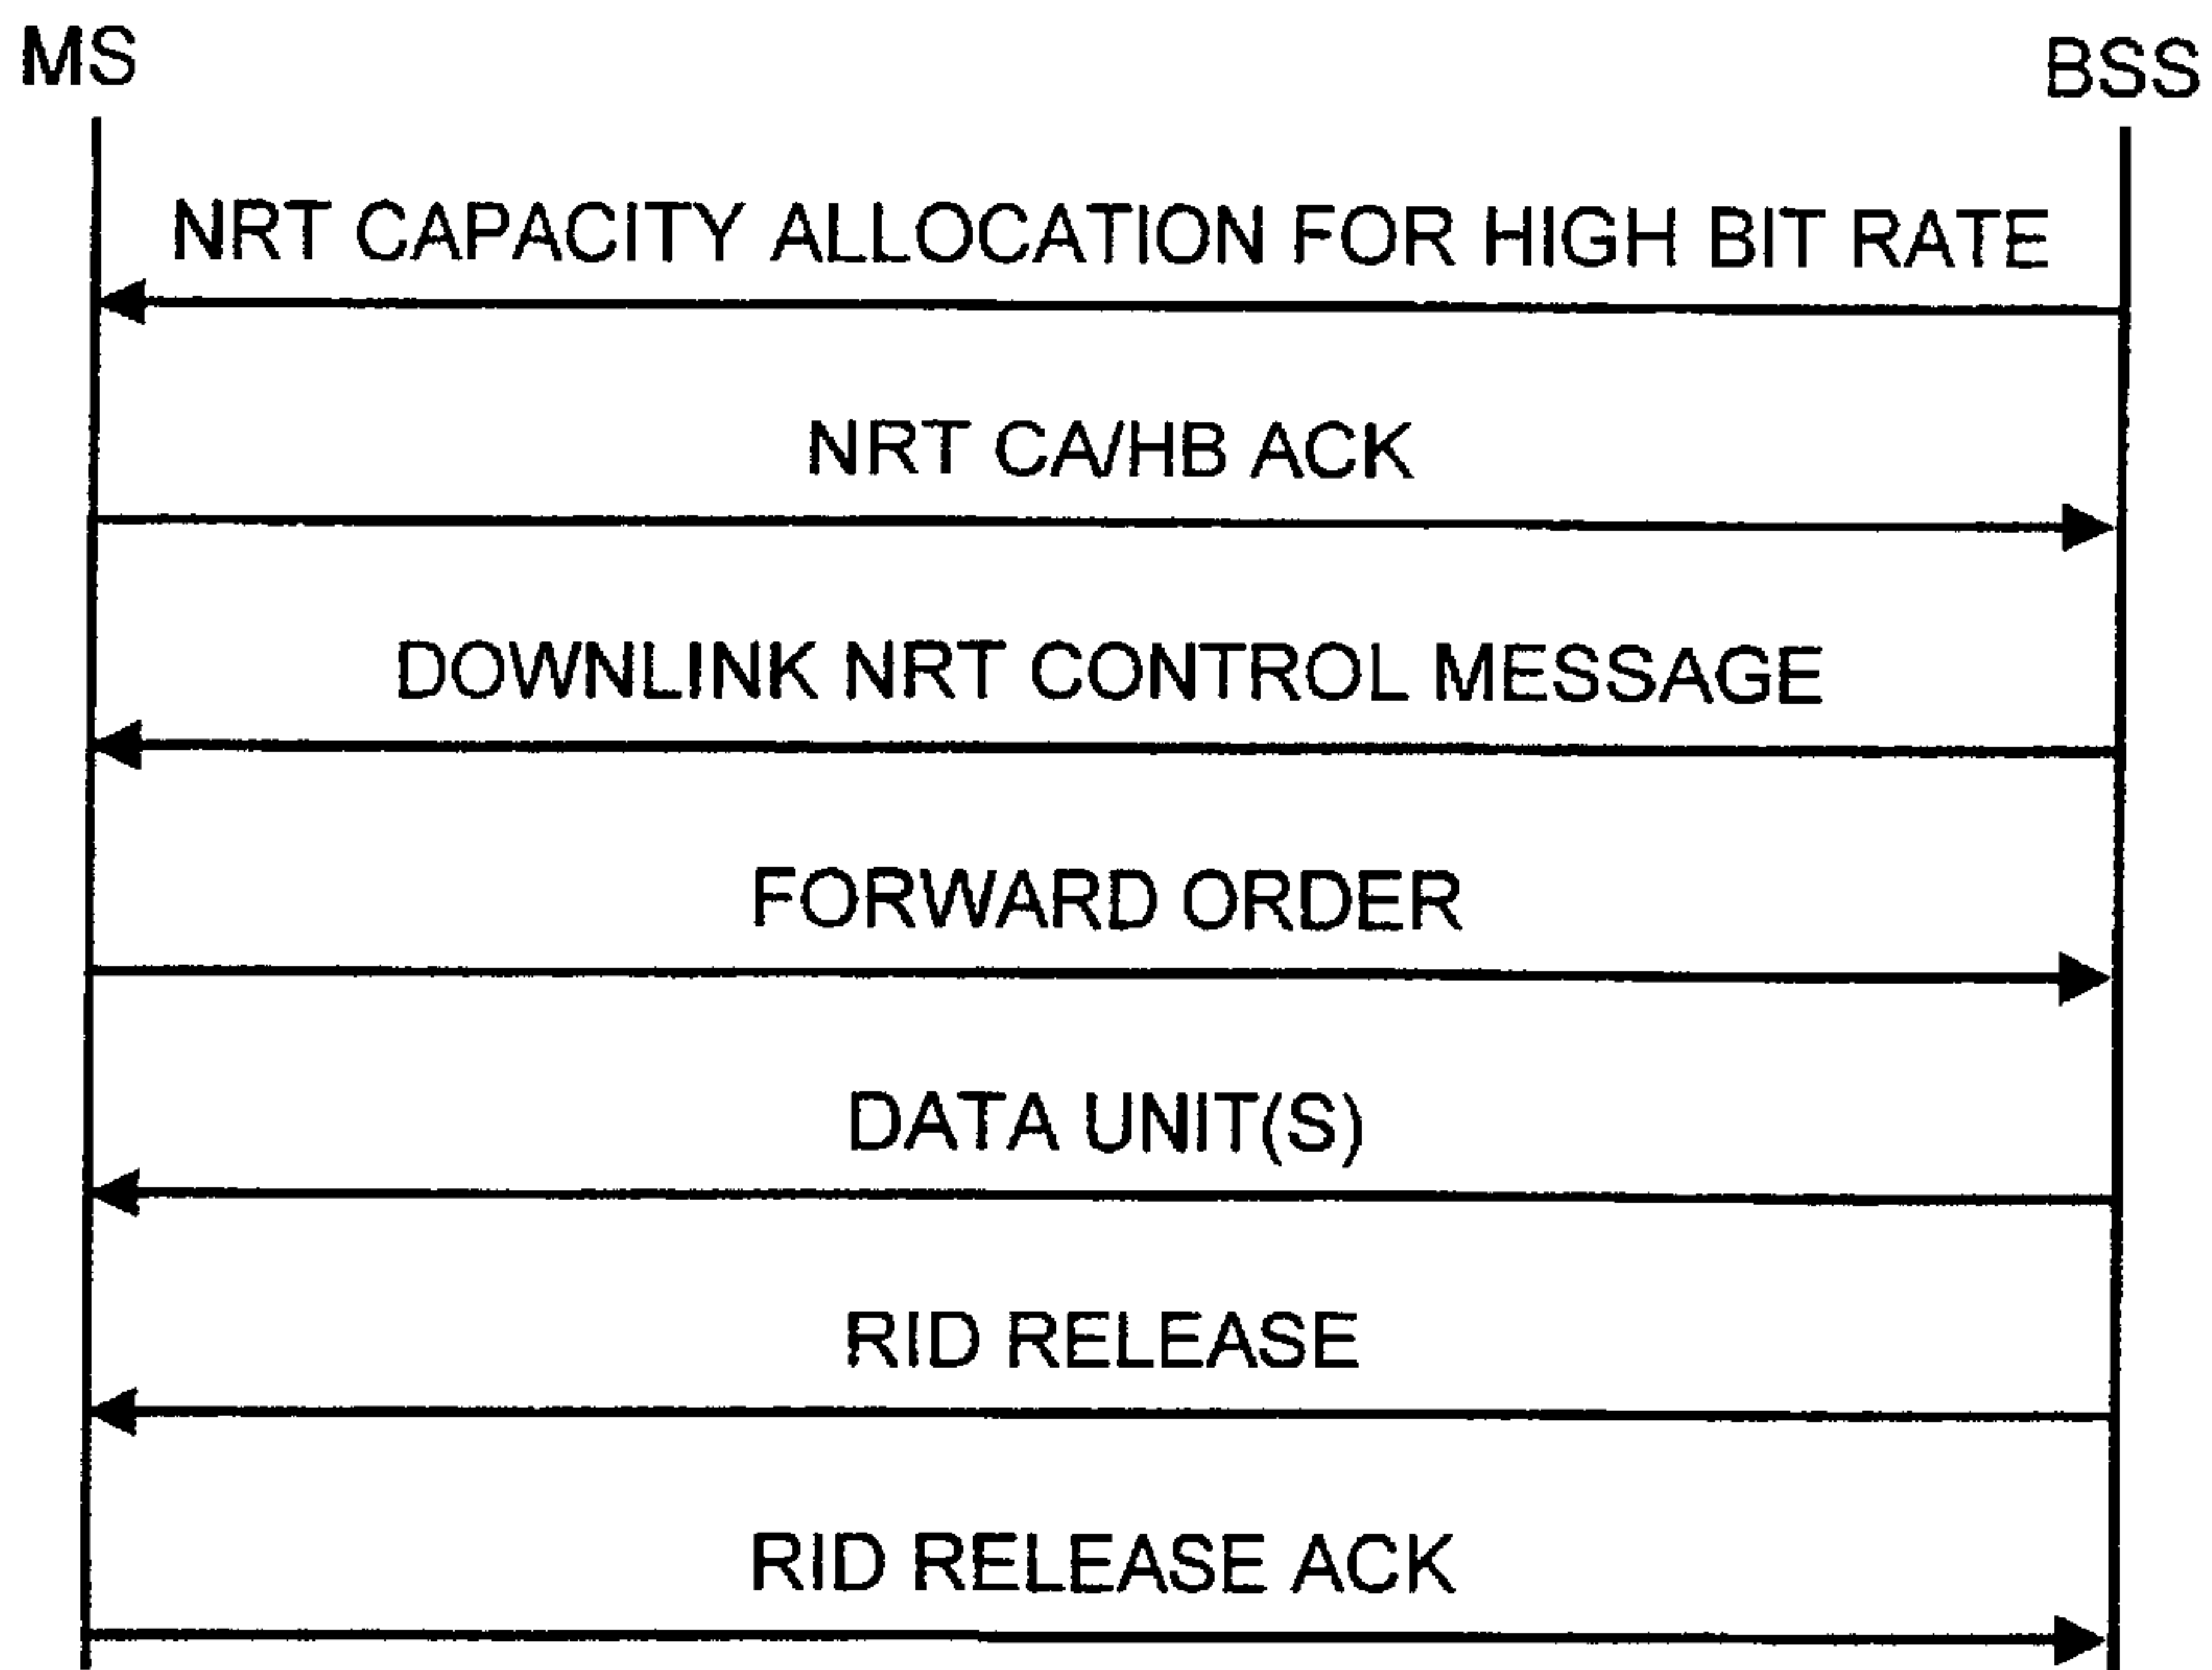 MS
BSS
NRT CAPACITY ALLOCATION FOR HIGH BIT RATE
NRT CA/HB ACK
DOWNLINK NRT CONTROL MESSAGE
FORWARD ORDER
DATA UNIT(S)
RID RELEASE
RID RELEASE ACK